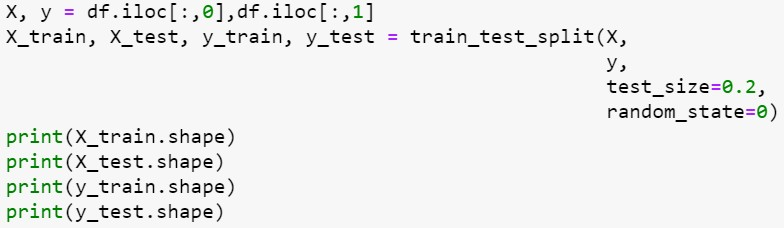 X, y = df.iloc[:,0],df.iloc[:,1]
X_train, X_test, y_train, y_test = train_test_split(X,
                                                    y,
                                                    test_size=0.2,
                                                    random_state=0)
print(X_train.shape)
print(X_test.shape)
print(y_train.shape)
print(y_test.shape)